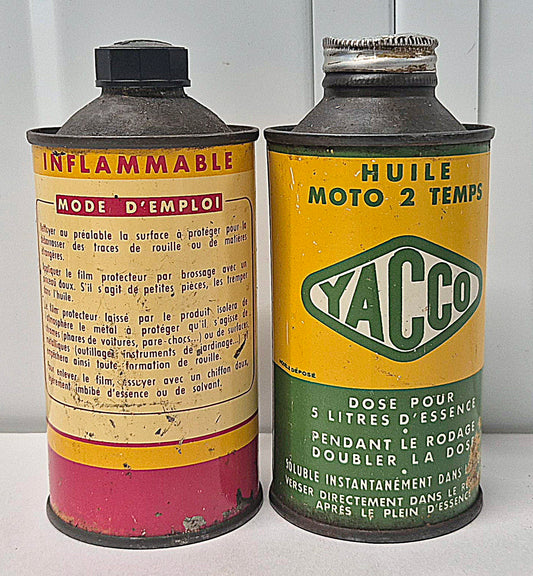 INFLAMMABLE
MODE D'EMPLOI
Nettoyer au préalable la surface à protéger pour la
débarrasser des traces de rouille ou de matières
étrangères.
Appliquer le film protecteur par brossage avec un
pinceau doux. S'il s'agit de petites pièces, les tremper
dans l'huile.
Le film protecteur laissé par le produit isolera de
l'atmosphère le métal à protéger qu'il s'agisse de
chromes (phares de voitures, pare-chocs...) ou de surfaces
métalliques (outillage, instruments de jardinage...)
empêchera ainsi toute formation de rouille.
Pour enlever le film, essuyer avec un chiffon doux,
légèrement imbibé d'essence ou de solvant.
HUILE
MOTO 2 TEMPS
YACCO
MODÈLE DÉPOSÉ
DOSE POUR
5 LITRES D'ESSENCE
PENDANT LE RODAGE
DOUBLER LA DOSE
SOLUBLE INSTANTANÉMENT DANS
VERSER DIRECTEMENT DANS LE
APRÈS LE PLEIN D'ESSENCE